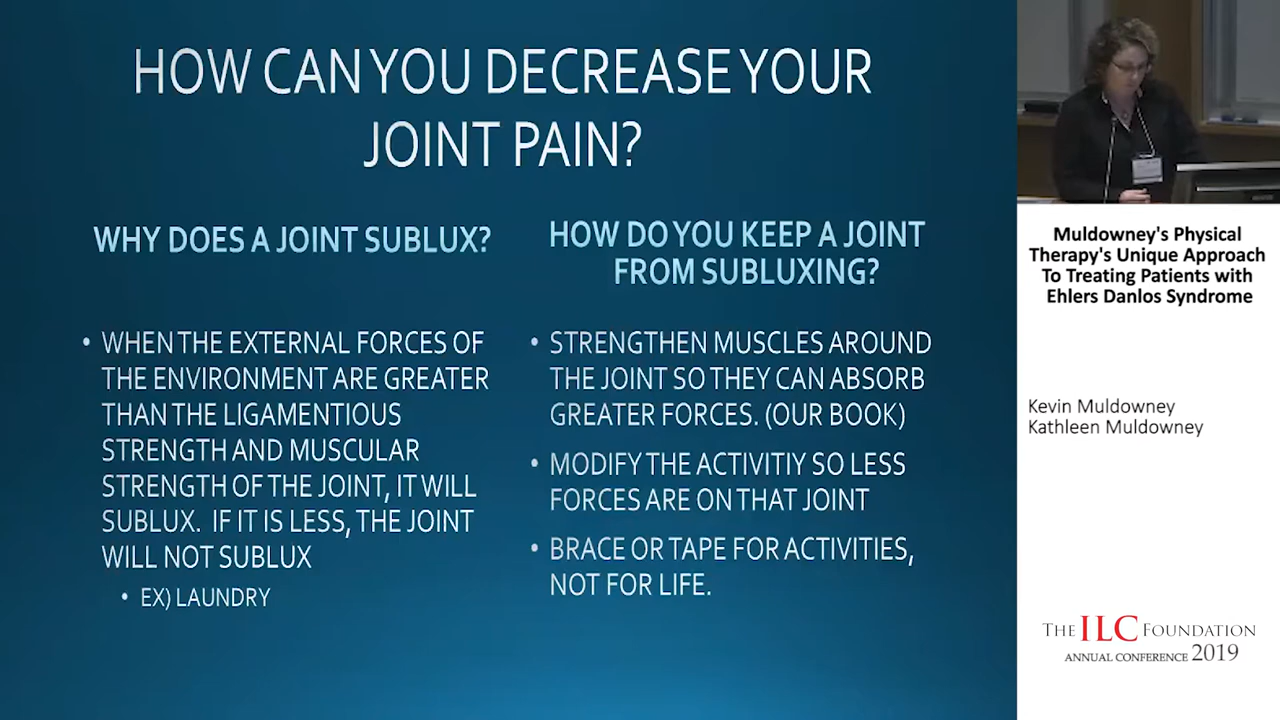 HOW CAN YOU DECREASE YOUR
JOINT PAIN?
WHY DOES A JOINT SUBLUX?
• WHEN THE EXTERNAL FORCES OF
THE ENVIRONMENT ARE GREATER
THAN THE LIGAMENTIOUS
STRENGTH AND MUSCULAR
STRENGTH OF THE JOINT, IT WILL
SUBLUX. IF IT IS LESS, THE JOINT
WILL NOT SUBLUX
• EX) LAUNDRY
HOW DO YOU KEEP A JOINT
FROM SUBLUXING?
• STRENGTHEN MUSCLES AROUND
THE JOINT SO THEY CAN ABSORB
GREATER FORCES. (OUR BOOK)
• MODIFY THE ACTIVITIY SO LESS
FORCES ARE ON THAT JOINT
• BRACE OR TAPE FOR ACTIVITIES,
NOT FOR LIFE.
Muldowney's Physical
Therapy's Unique Approach
To Treating Patients with
Ehlers Danlos Syndrome
Kevin Muldowney
Kathleen Muldowney
THE ILC FOUNDATION
ANNUAL CONFERENCE 2019